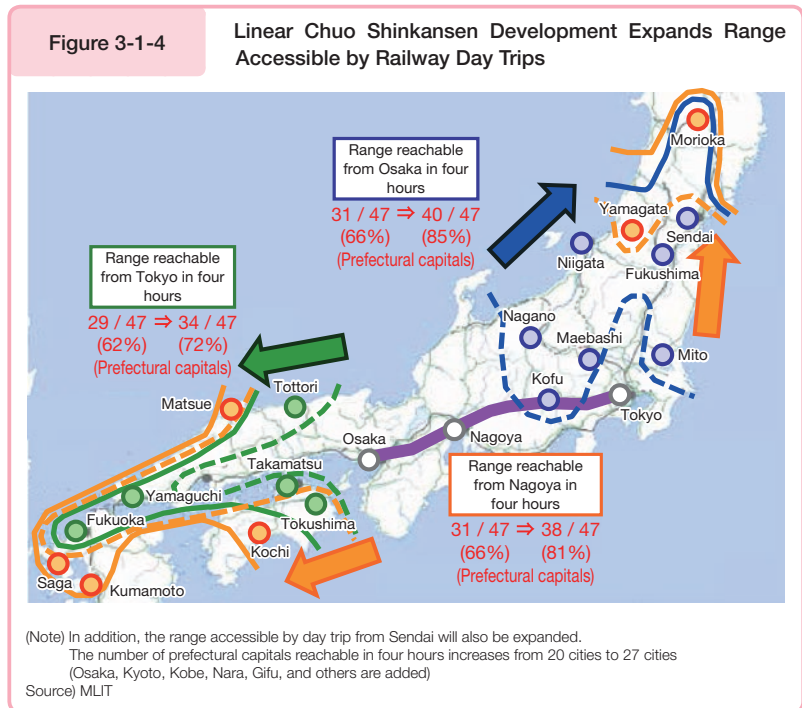 Figure 3-1-4
Linear Chuo Shinkansen Development Expands Range
Accessible by Railway Day Trips
Morioka
Range reachable
from Osaka in four
hours
31 / 47 ⇒ 40 / 47
(66%) (85%)
(Prefectural capitals)
Yamagata
Sendai
Niigata
Fukushima
Range reachable
from Tokyo in four
hours
29 / 47 ⇒ 34 / 47
(62%) (72%)
(Prefectural capitals)
Nagano
Maebashi
Mito
Kofu
Tokyo
Tottori
Matsue
Osaka
Nagoya
Takamatsu
Yamaguchi
Tokushima
Fukuoka
Kochi
Saga
Kumamoto
Range reachable
from Nagoya in
four hours
31 / 47 ⇒ 38 / 47
(66%) (81%)
(Prefectural capitals)
(Note) In addition, the range accessible by day trip from Sendai will also be expanded.
The number of prefectural capitals reachable in four hours increases from 20 cities to 27 cities
(Osaka, Kyoto, Kobe, Nara, Gifu, and others are added)
Source) MLIT